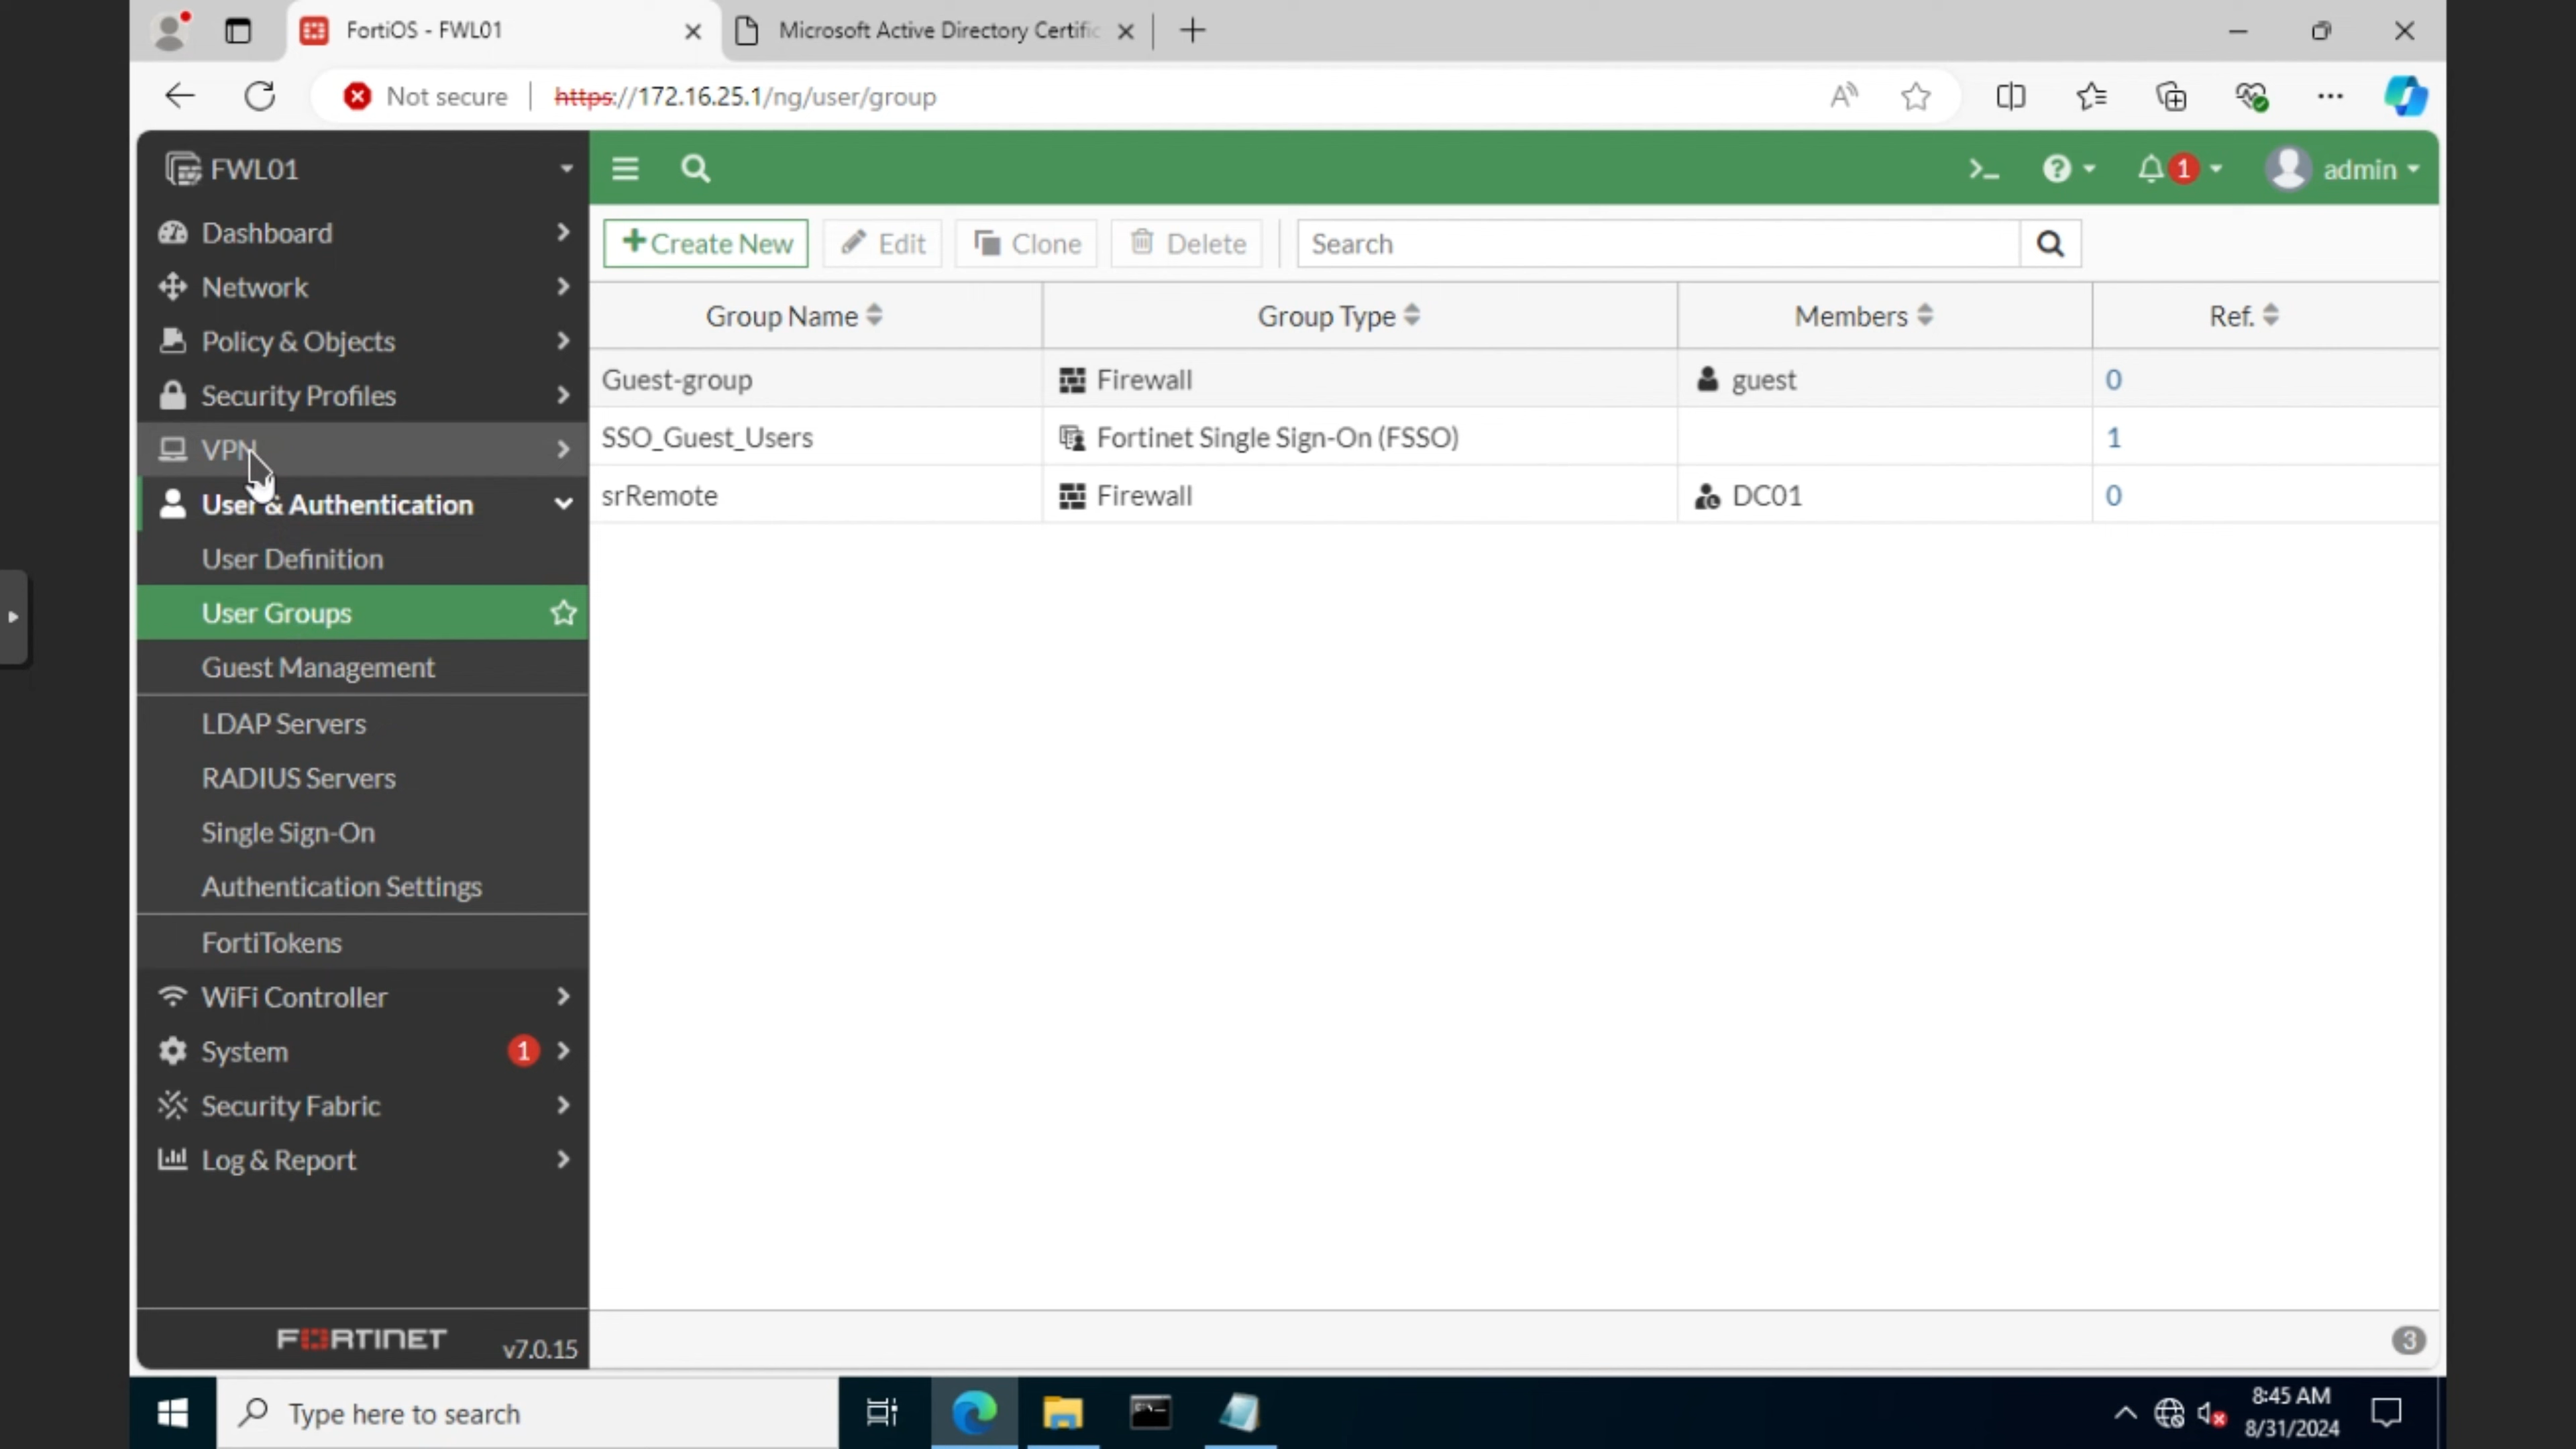 FortiOS - FWL01
Microsoft Active Directory Certific
Not secure
https://172.16.25.1/ng/user/group
FWL01
1
admin
Dashboard
Network
Policy & Objects
Security Profiles
VPN
User & Authentication
User Definition
User Groups
Guest Management
LDAP Servers
RADIUS Servers
Single Sign-On
Authentication Settings
FortiTokens
WiFi Controller
System 1
Security Fabric
Log & Report
FORTINET
v7.0.15
+Create New Edit Clone Delete Search
Group Name Group Type Members Ref.
Guest-group Firewall guest 0
SSO_Guest_Users Fortinet Single Sign-On (FSSO) 1
srRemote Firewall DC01 0
3
Type here to search
8:45 AM
8/31/2024